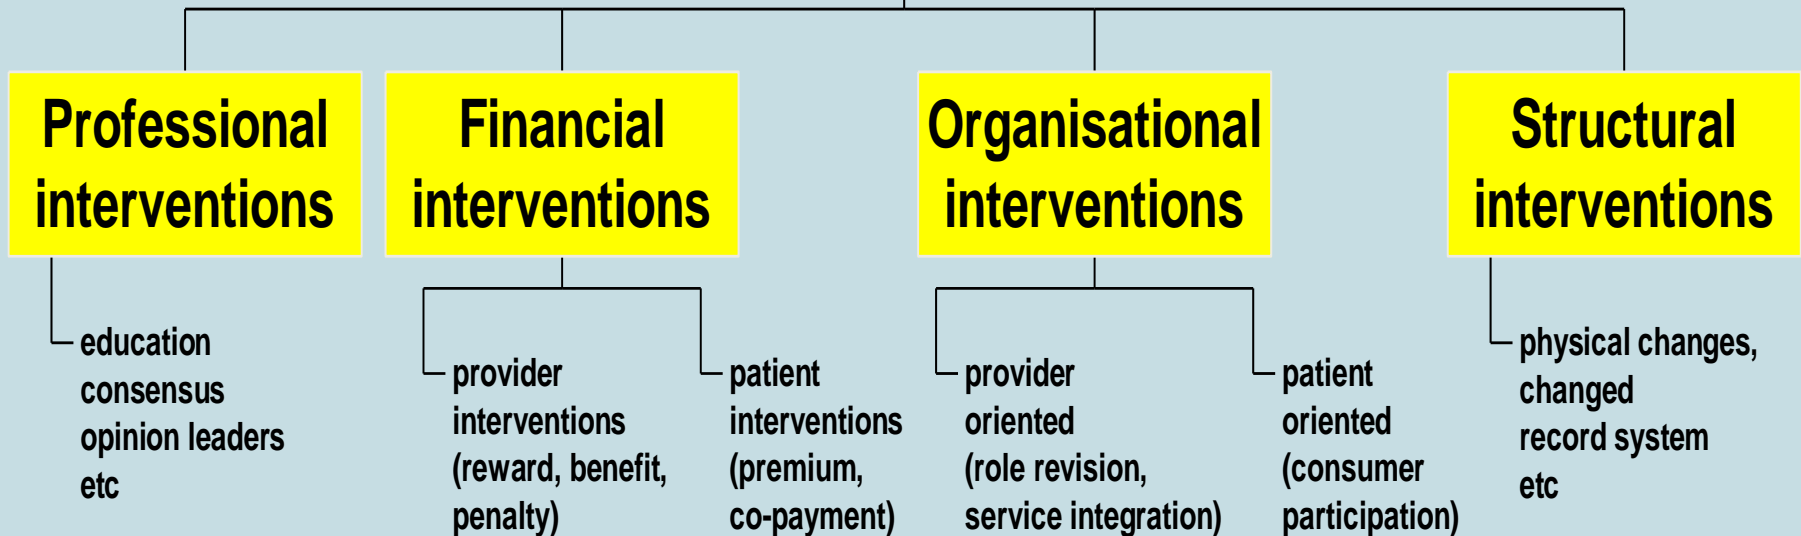 Professional
interventions
Financial
interventions
Organisational
interventions
Structural
interventions
education
consensus
opinion leaders
etc
provider
interventions
(reward, benefit,
penalty)
patient
interventions
(premium,
co-payment)
provider
oriented
(role revision,
service integration)
patient
oriented
(consumer
participation)
physical changes,
changed
record system
etc